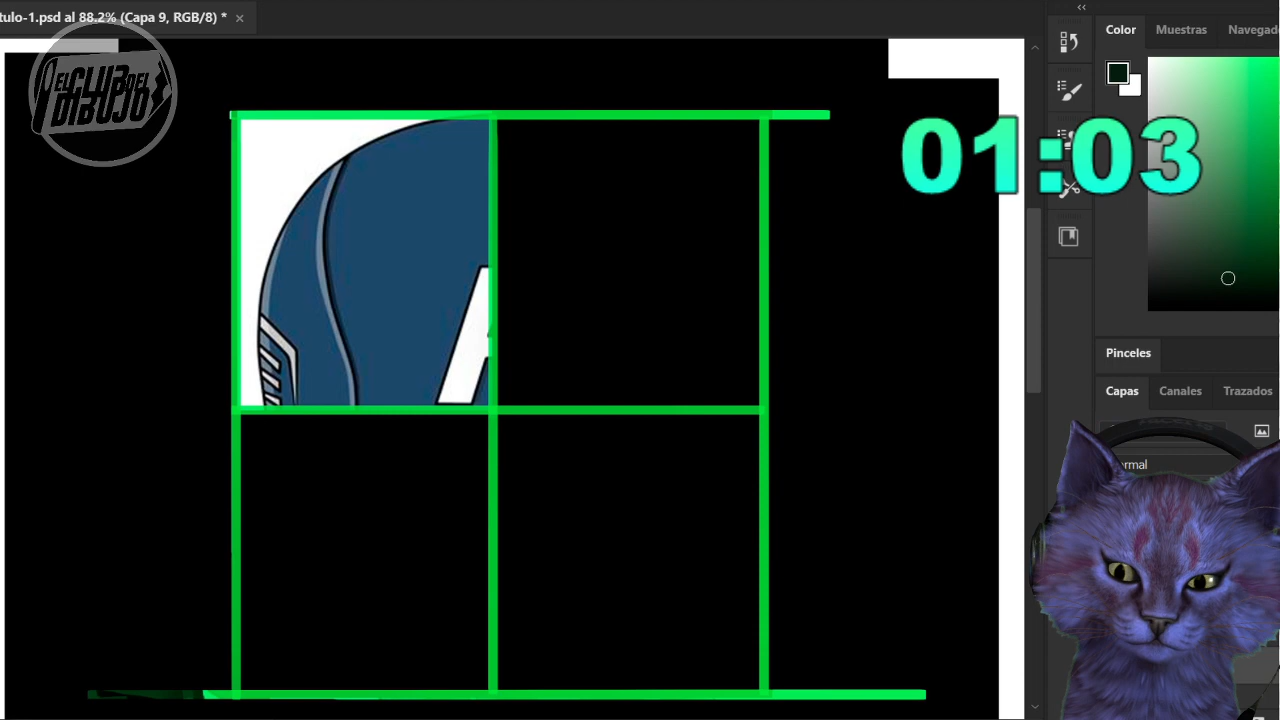 tulo-1.psd al 88.2% (Capa 9, RGB/8) *
EL CLUB DEL
DIBUJO
Color
Muestras
Navegad
01:03
Pinceles
Capas
Canales
Trazados
rmal
A